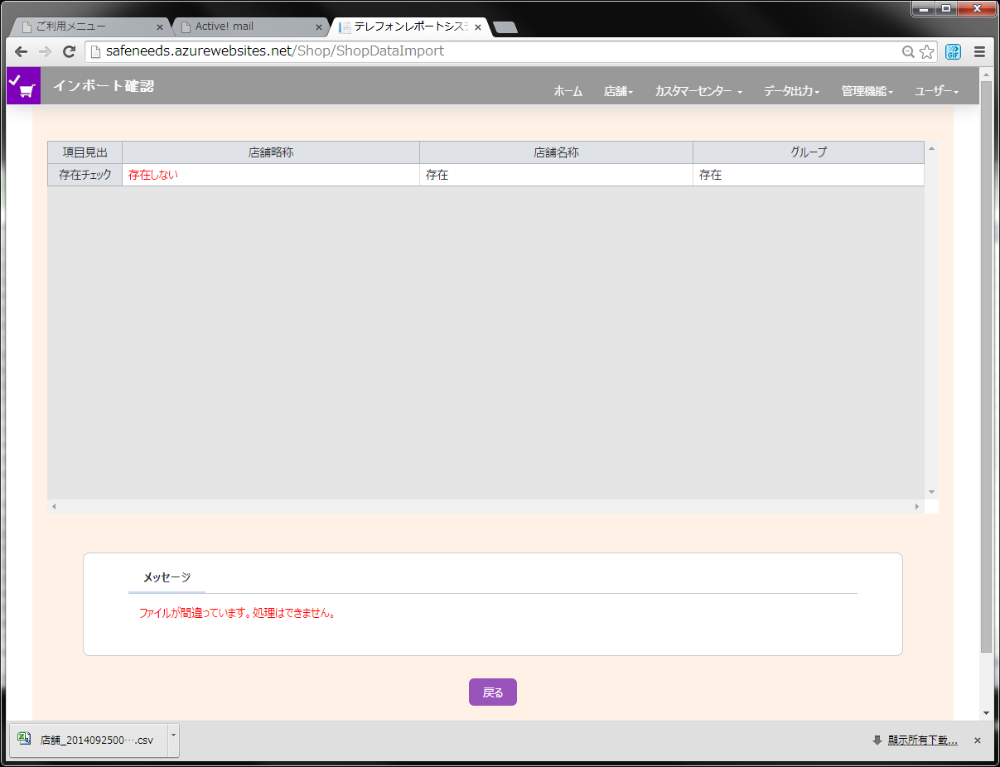 ご利用メニュー
Active! mail
テレフォンレポートシステ
safeneeds.azurewebsites.net/Shop/ShopDataImport
GIF
インポート確認
ホーム 店舗 カスタマーセンター データ出力 管理機能 ユーザー
項目見出 店舗略称 店舗名称 グループ
存在チェック 存在しない 存在 存在
メッセージ
ファイルが間違っています。処理はできません。
戻る
店舗_2014092500….csv
顯示所有下載...